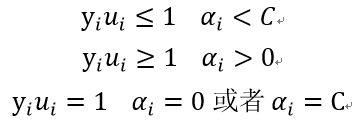 yᵢuᵢ ≤ 1   αᵢ < C
yᵢuᵢ ≥ 1   αᵢ > 0
yᵢuᵢ = 1   αᵢ = 0 或者 αᵢ = C